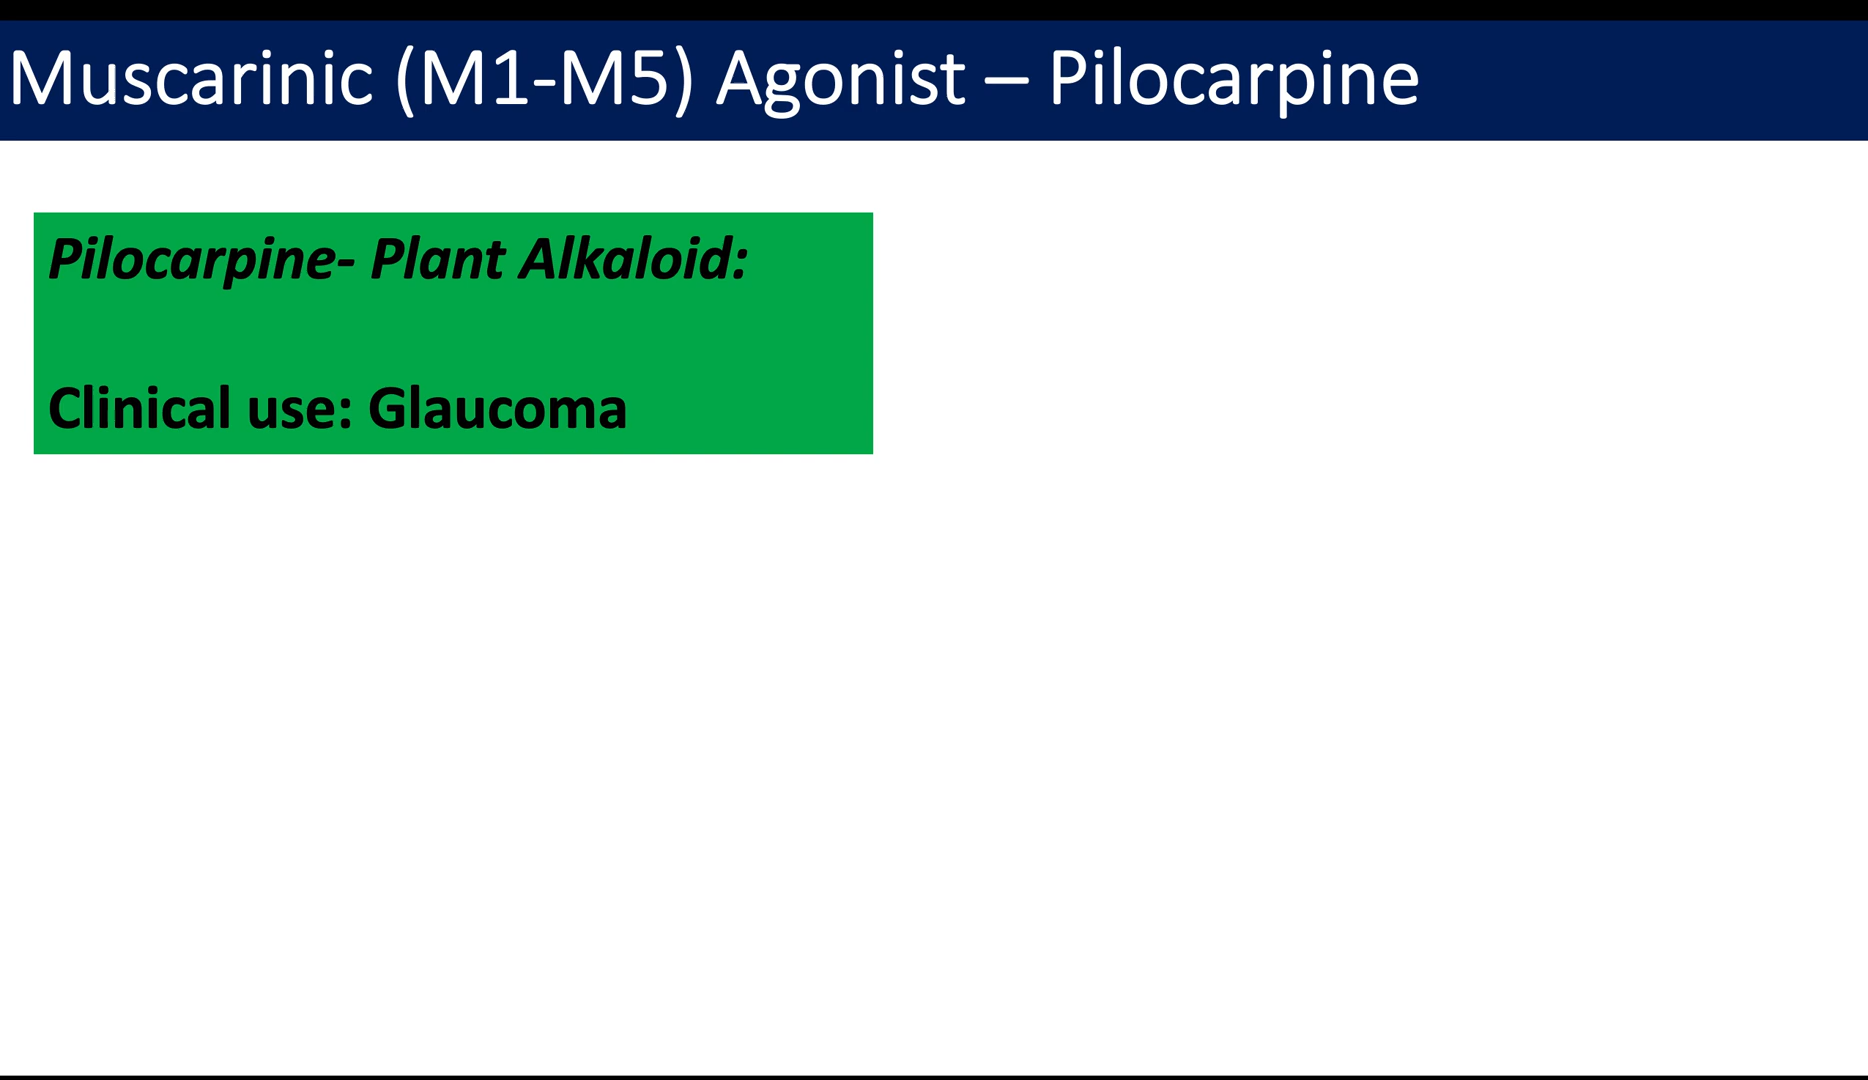 Muscarinic (M1-M5) Agonist – Pilocarpine
Pilocarpine- Plant Alkaloid:
Clinical use: Glaucoma